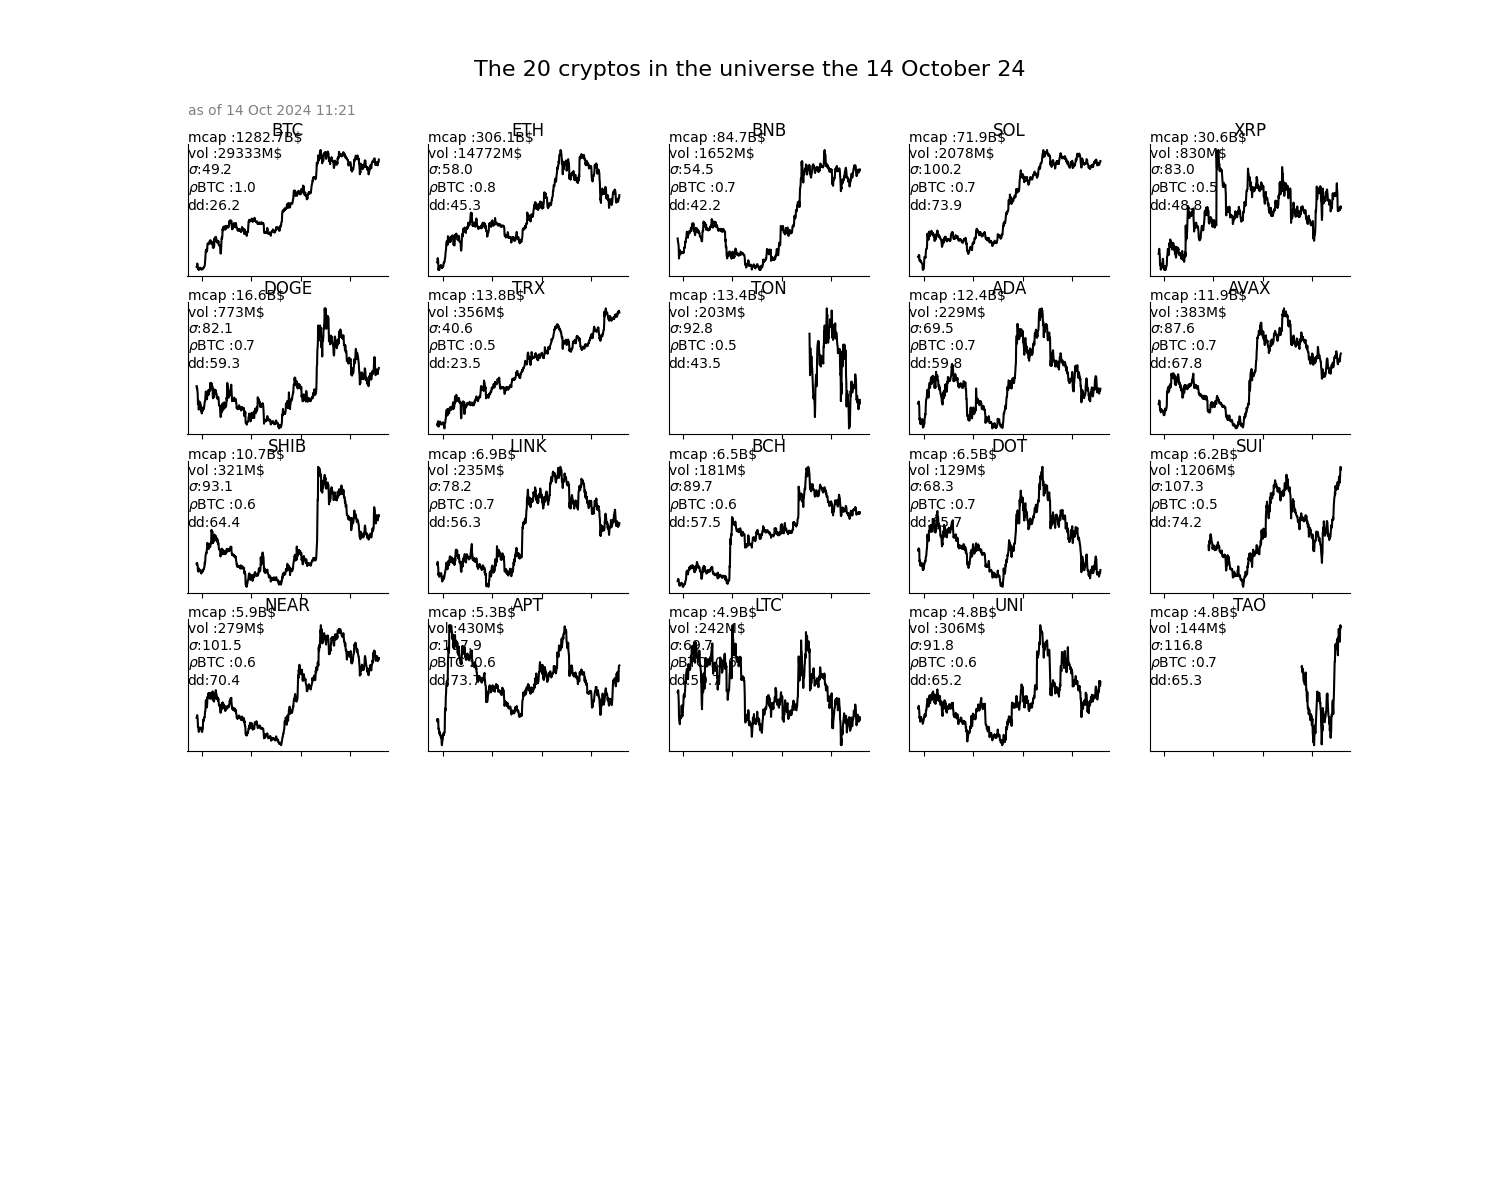 The 20 cryptos in the universe the 14 October 24
as of 14 Oct 2024 11:21
BTC
mcap :1282.7B$
vol :29333M$
σ:49.2
ρBTC :1.0
dd:26.2
ETH
mcap :306.1B$
vol :14772M$
σ:58.0
ρBTC :0.8
dd:45.3
BNB
mcap :84.7B$
vol :1652M$
σ:54.5
ρBTC :0.7
dd:42.2
SOL
mcap :71.9B$
vol :2078M$
σ:100.2
ρBTC :0.7
dd:73.9
XRP
mcap :30.6B$
vol :830M$
σ:83.0
ρBTC :0.5
dd:48.8
DOGE
mcap :16.6B$
vol :773M$
σ:82.1
ρBTC :0.7
dd:59.3
TRX
mcap :13.8B$
vol :356M$
σ:40.6
ρBTC :0.5
dd:23.5
TON
mcap :13.4B$
vol :203M$
σ:92.8
ρBTC :0.5
dd:43.5
ADA
mcap :12.4B$
vol :229M$
σ:69.5
ρBTC :0.7
dd:59.8
AVAX
mcap :11.9B$
vol :383M$
σ:87.6
ρBTC :0.7
dd:67.8
SHIB
mcap :10.7B$
vol :321M$
σ:93.1
ρBTC :0.6
dd:64.4
LINK
mcap :6.9B$
vol :235M$
σ:78.2
ρBTC :0.7
dd:56.3
BCH
mcap :6.5B$
vol :181M$
σ:89.7
ρBTC :0.6
dd:57.5
DOT
mcap :6.5B$
vol :129M$
σ:68.3
ρBTC :0.7
SUI
mcap :6.2B$
vol :1206M$
σ:107.3
ρBTC :0.5
dd:74.2
NEAR
mcap :5.9B$
vol :279M$
σ:101.5
ρBTC :0.6
dd:70.4
APT
mcap :5.3B$
vol :430M$
ρBTC :0.6
LTC
mcap :4.9B$
vol :242M$
UNI
mcap :4.8B$
vol :306M$
σ:91.8
ρBTC :0.6
dd:65.2
TAO
mcap :4.8B$
vol :144M$
σ:116.8
ρBTC :0.7
dd:65.3